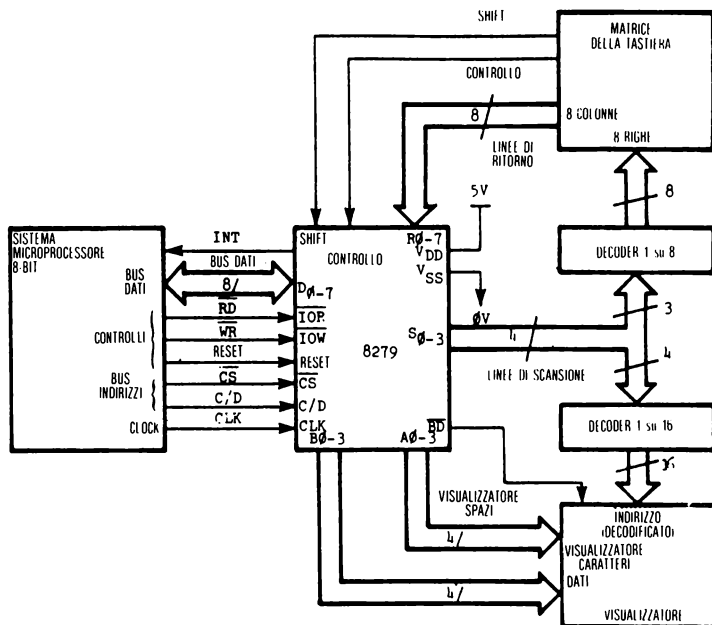 SHIFT
MATRICE
DELLA TASTIERA
CONTROLLO
8
8 COLONNE
8 RIGHE
LINEE DI
RITORNO
5V
8
SISTEMA
MICROPROCESSORE
8-BIT
INT
SHIFT
RØ-7
VDD
CONTROLLO
DECODER 1 su 8
BUS DATI
BUS
DATI
8/
DØ-7
VSS
ØV
3
RD
IOR
CONTROLLI
WR
IOW
SØ-3
4
8279
4
RESET
RESET
LINEE DI SCANSIONE
BUS
INDIRIZZI
CS
CS
C/D
C/D
CLOCK
CLK
CLK
BD
DECODER 1 su 16
BØ-3
AØ-3
16
VISUALIZZATORE
SPAZI
INDIRIZZO
(DECODIFICATO)
4/
VISUALIZZATORE
CARATTERI
DATI
4/
VISUALIZZATORE